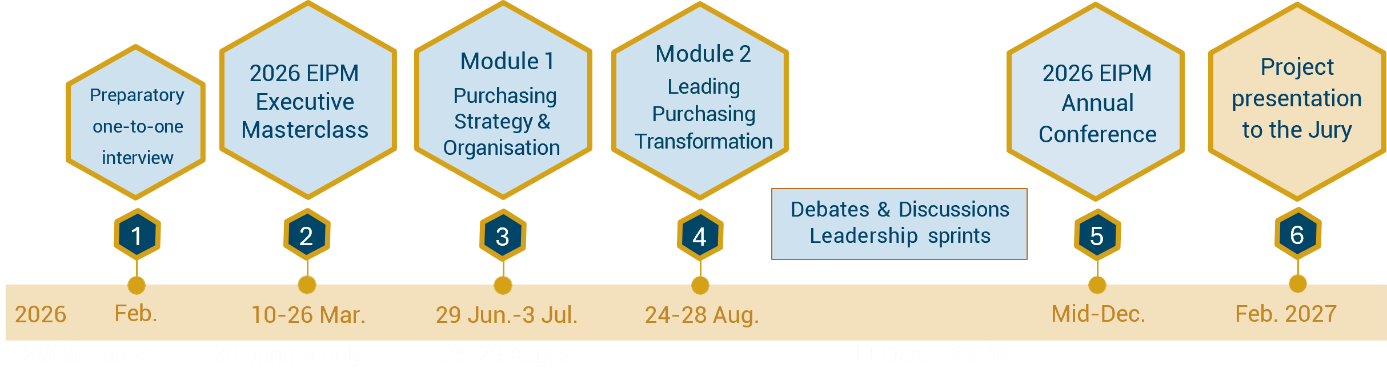 Preparatory
one-to-one
interview
2026 EIPM
Executive
Masterclass
Module 1
Purchasing
Strategy &
Organisation
Module 2
Leading
Purchasing
Transformation
Debates & Discussions
Leadership sprints
2026 EIPM
Annual
Conference
Project
presentation
to the Jury
1
2
3
4
5
6
2026
Feb.
10-26 Mar.
29 Jun.-3 Jul.
24-28 Aug.
Mid-Dec.
Feb. 2027